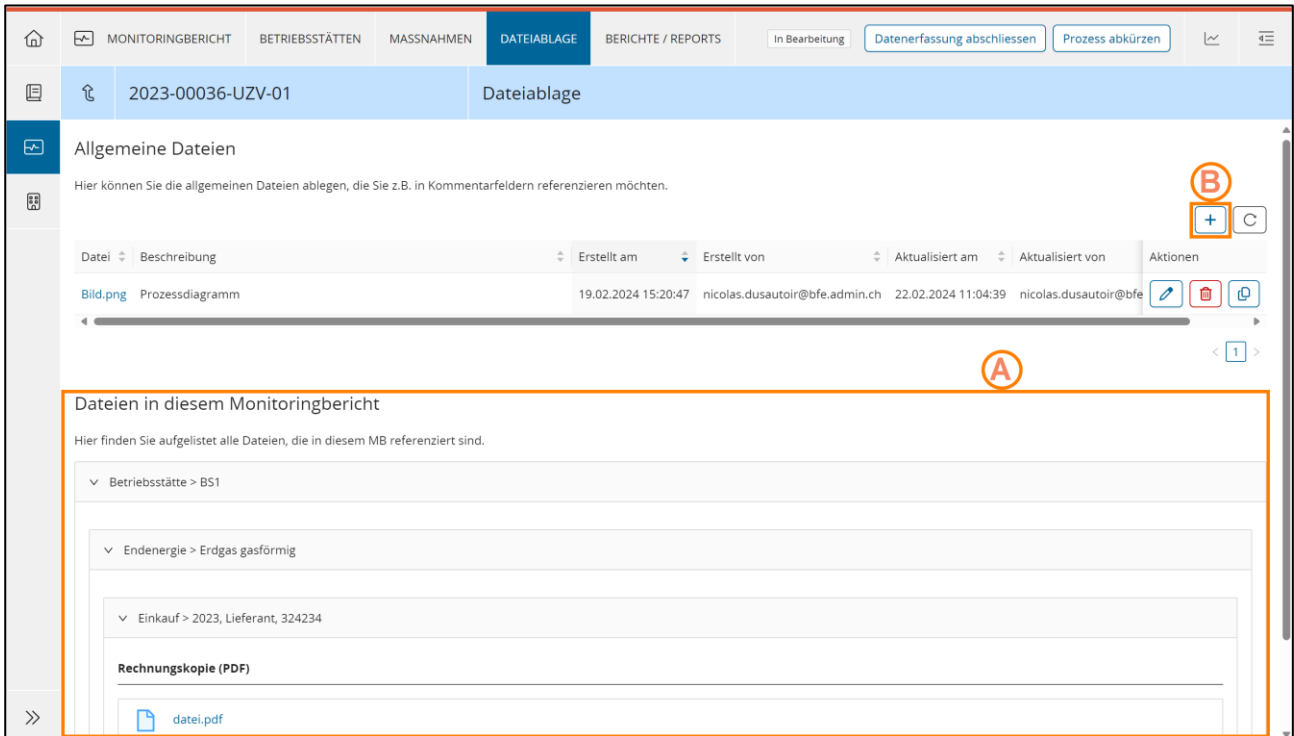 MONITORINGBERICHT BETRIEBSSTÄTTEN MASSNAHMEN DATEIABLAGE BERICHTE / REPORTS In Bearbeitung Datenerfassung abschliessen Prozess abkürzen
2023-00036-UZV-01 Dateiablage
Allgemeine Dateien
Hier können Sie die allgemeinen Dateien ablegen, die Sie z.B. in Kommentarfeldern referenzieren möchten.
B
Datei Beschreibung Erstellt am Erstellt von Aktualisiert am Aktualisiert von Aktionen
Bild.png Prozessdiagramm 19.02.2024 15:20:47 nicolas.dusautoir@bfe.admin.ch 22.02.2024 11:04:39 nicolas.dusautoir@bfe
< 1 >
A
Dateien in diesem Monitoringbericht
Hier finden Sie aufgelistet alle Dateien, die in diesem MB referenziert sind.
Betriebsstätte > BS1
Endenergie > Erdgas gasförmig
Einkauf > 2023, Lieferant, 324234
Rechnungskopie (PDF)
datei.pdf